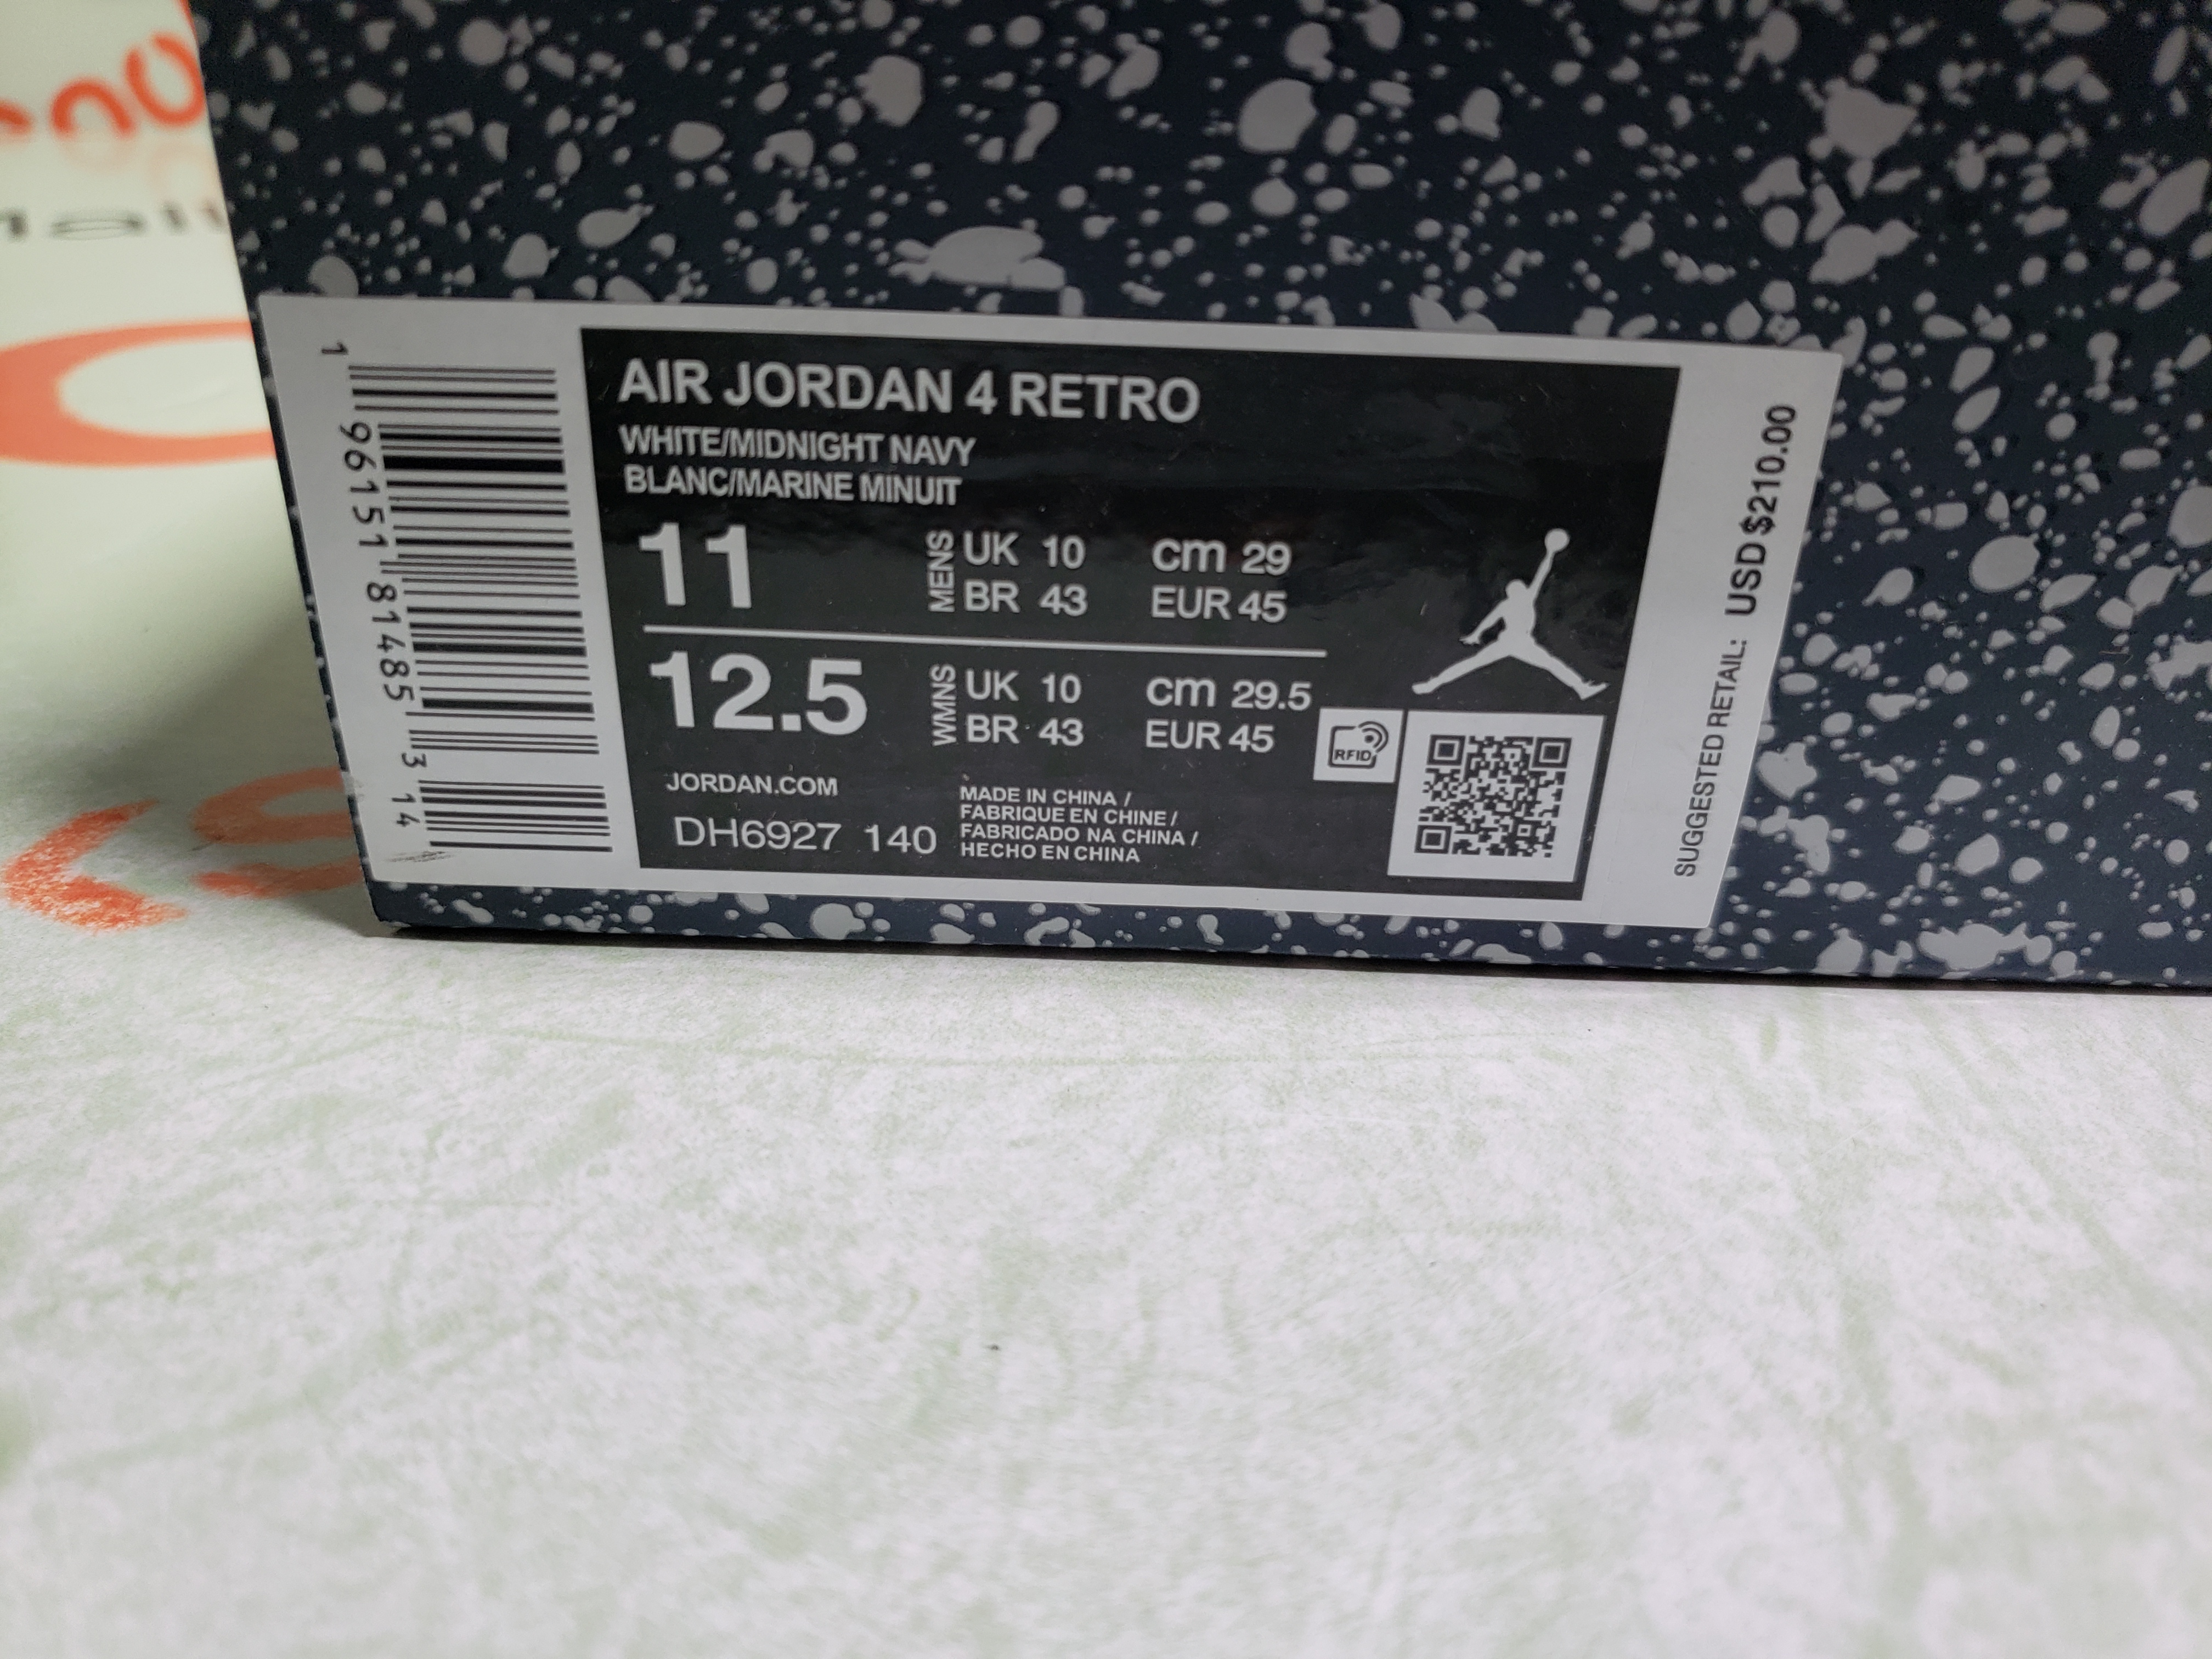 AIR JORDAN 4 RETRO
WHITE/MIDNIGHT NAVY
BLANC/MARINE MINUIT
11 MENS UK 10 cm 29
BR 43 EUR 45
12.5 WMNS UK 10 cm 29.5
BR 43 EUR 45
RFID
JORDAN.COM
DH6927 140
MADE IN CHINA /
FABRIQUE EN CHINE /
FABRICADO NA CHINA /
HECHO EN CHINA
1 96151 81485 3 14
SUGGESTED RETAIL: USD $210.00